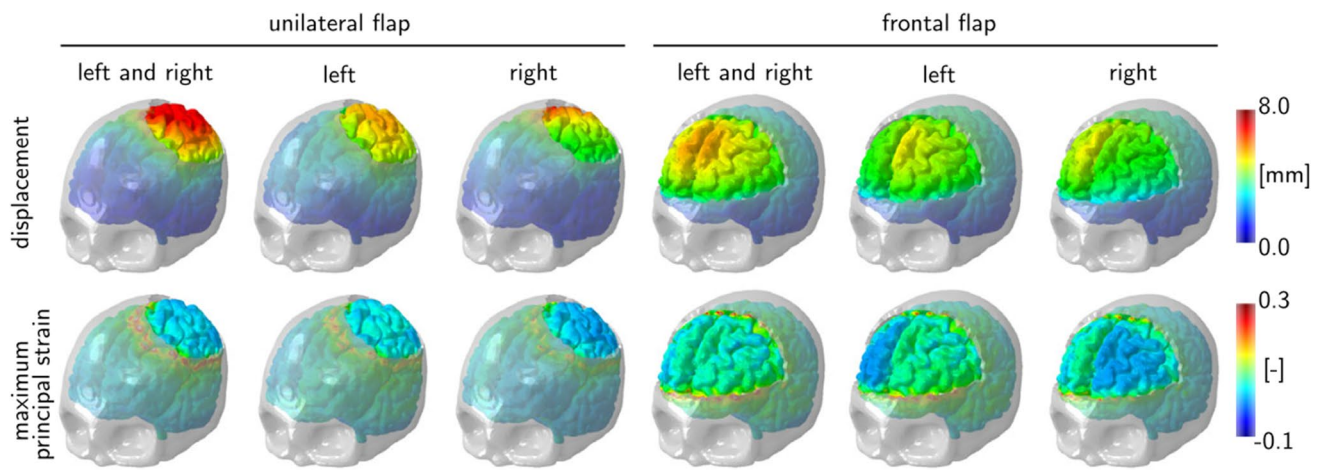 unilateral flap
frontal flap
left and right
left
right
left and right
left
right
displacement
8.0
[mm]
0.0
maximum
principal strain
0.3
[-]
-0.1